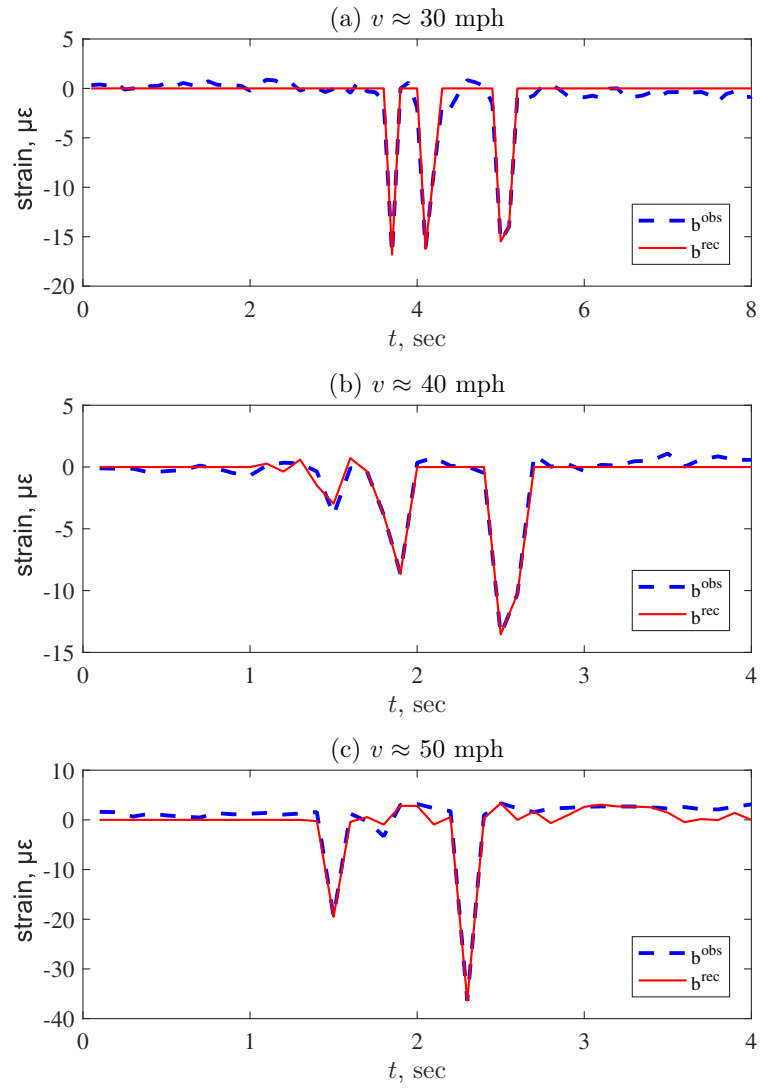 (a) v ≈ 30 mph
5
0
-5
-10
-15
-20
strain, με
b^obs
b^rec
0 2 4 6 8
t, sec
(b) v ≈ 40 mph
5
0
-5
-10
-15
strain, με
b^obs
b^rec
0 1 2 3 4
t, sec
(c) v ≈ 50 mph
10
0
-10
-20
-30
-40
strain, με
b^obs
b^rec
0 1 2 3 4
t, sec